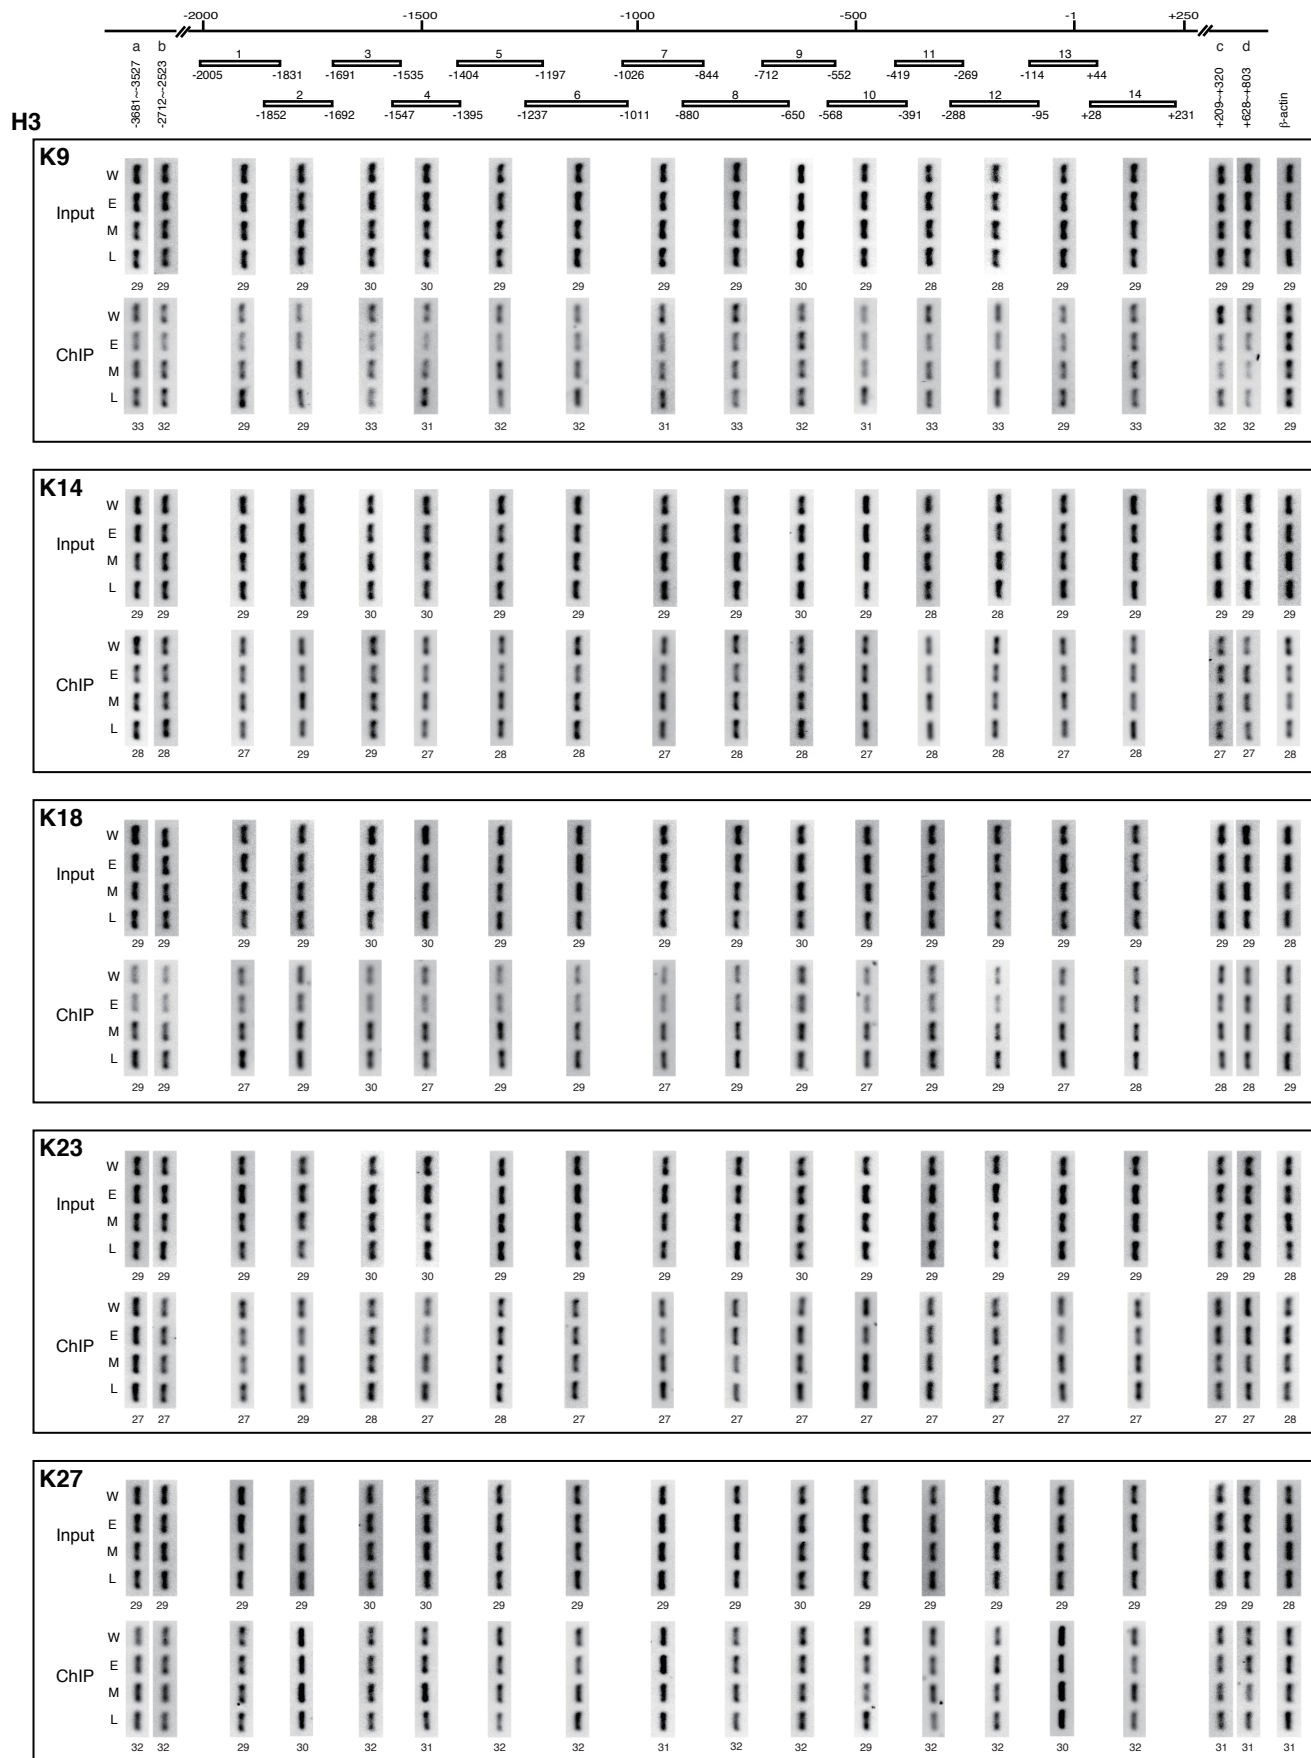 -2000 -1500 -1000 -500 -1 +250
a b 1 3 5 7 9 11 13 c d
-2005 -1831 -1691 -1535 -1404 -1197 -1026 -844 -712 -552 -419 -269 -114 +44
2 4 6 8 10 12 14
-1852 -1692 -1547 -1395 -1237 -1011 -880 -650 -568 -391 -288 -95 +28 +231
-3681~-3527 -2712~-2523 +209~+320 +628~+803 β-actin
H3
K9
W
E
Input
M
L
29 29 29 29 30 30 29 29 29 29 30 29 28 28 29 29 29 29 29
W
E
ChIP
M
L
33 32 29 29 33 31 32 32 31 33 32 31 33 33 29 33 32 32 29
K14
W
E
Input
M
L
29 29 29 29 30 30 29 29 29 29 30 29 28 28 29 29 29 29 29
W
E
ChIP
M
L
28 28 27 29 29 27 28 28 27 28 28 27 28 28 27 28 27 27 28
K18
W
E
Input
M
L
29 29 29 29 30 30 29 29 29 29 30 29 29 29 29 29 29 29 28
W
E
ChIP
M
L
29 29 27 29 30 27 29 29 27 29 29 27 29 29 27 28 28 28 29
K23
W
E
Input
M
L
29 29 29 29 30 30 29 29 29 29 30 29 29 29 29 29 29 29 28
W
E
ChIP
M
L
27 27 27 29 28 27 28 27 27 27 27 27 27 27 27 27 27 27 28
K27
W
E
Input
M
L
29 29 29 29 30 30 29 29 29 29 29 29 29 29 29 29 29 29 28
W
E
ChIP
M
L
32 32 29 30 32 31 32 32 31 32 32 29 32 32 30 32 31 31 31